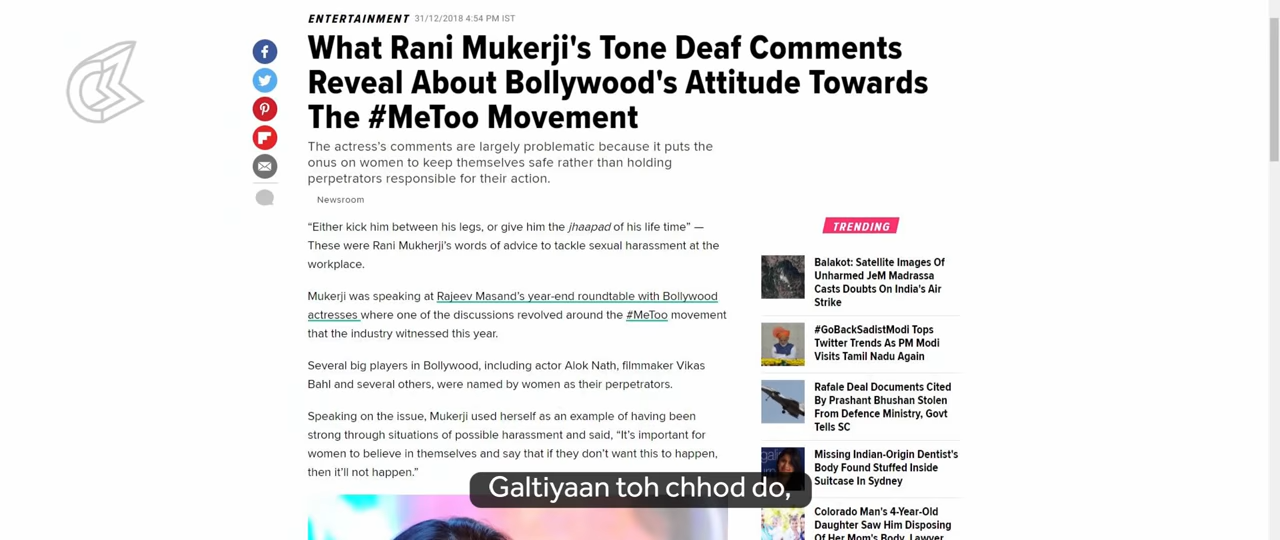 ENTERTAINMENT 31/12/2018 4:54 PM IST
What Rani Mukerji's Tone Deaf Comments
Reveal About Bollywood's Attitude Towards
The #MeToo Movement
The actress's comments are largely problematic because it puts the
onus on women to keep themselves safe rather than holding
perpetrators responsible for their action.
Newsroom
“Either kick him between his legs, or give him the jhaapad of his life time” —
These were Rani Mukherji’s words of advice to tackle sexual harassment at the
workplace.
Mukerji was speaking at Rajeev Masand’s year-end roundtable with Bollywood
actresses where one of the discussions revolved around the #MeToo movement
that the industry witnessed this year.
Several big players in Bollywood, including actor Alok Nath, filmmaker Vikas
Bahl and several others, were named by women as their perpetrators.
Speaking on the issue, Mukerji used herself as an example of having been
strong through situations of possible harassment and said, “It’s important for
women to believe in themselves and say that if they don’t want this to happen,
then it’ll not happen.”
TRENDING
Balakot: Satellite Images Of
Unharmed JeM Madrassa
Casts Doubts On India's Air
Strike
#GoBackSadistModi Tops
Twitter Trends As PM Modi
Visits Tamil Nadu Again
Rafale Deal Documents Cited
By Prashant Bhushan Stolen
From Defence Ministry, Govt
Tells SC
Missing Indian-Origin Dentist's
Body Found Stuffed Inside
Suitcase In Sydney
Colorado Man's 4-Year-Old
Daughter Saw Him Disposing
Of Her Mom's Body, Lawyer
Galtiyaan toh chhod do,